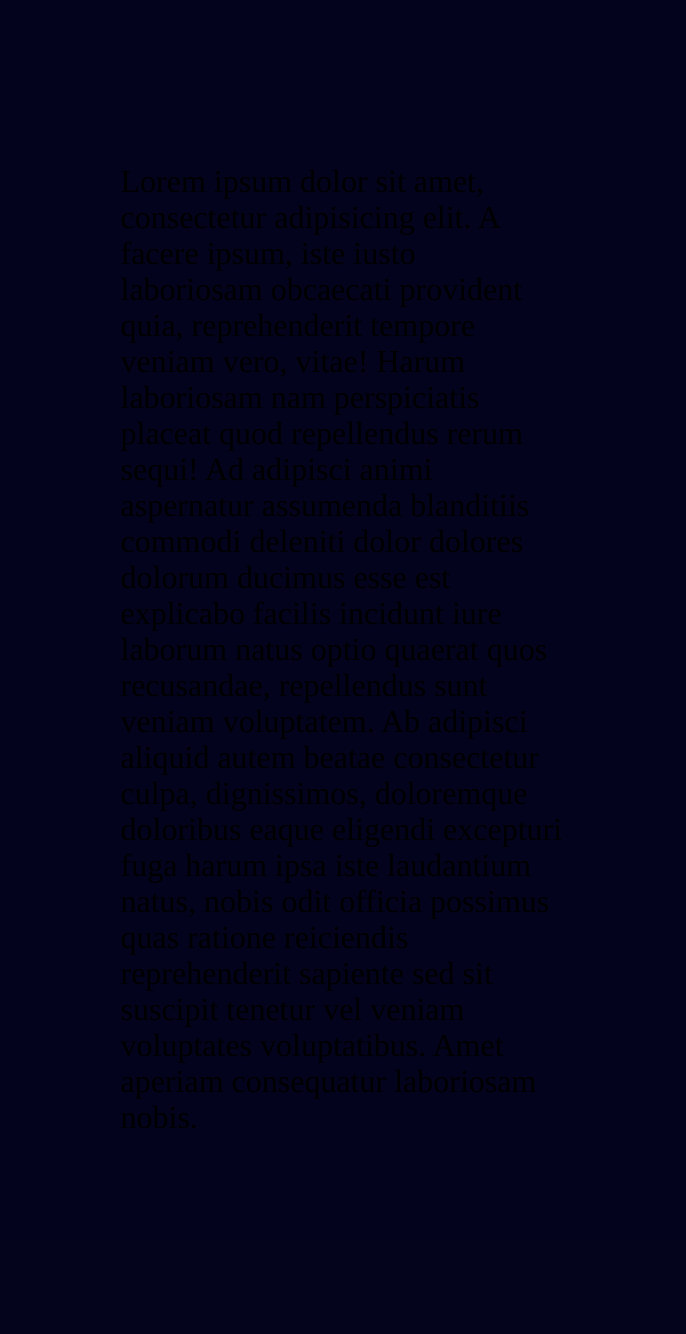 Lorem ipsum dolor sit amet,
consectetur adipisicing elit. A
facere ipsum, iste iusto
laboriosam obcaecati provident
quia, reprehenderit tempore
veniam vero, vitae! Harum
laboriosam nam perspiciatis
placeat quod repellendus rerum
sequi! Ad adipisci animi
aspernatur assumenda blanditiis
commodi deleniti dolor dolores
dolorum ducimus esse est
explicabo facilis incidunt iure
laborum natus optio quaerat quos
recusandae, repellendus sunt
veniam voluptatem. Ab adipisci
aliquid autem beatae consectetur
culpa, dignissimos, doloremque
doloribus eaque eligendi excepturi
fuga harum ipsa iste laudantium
natus, nobis odit officia possimus
quas ratione reiciendis
reprehenderit sapiente sed sit
suscipit tenetur vel veniam
voluptates voluptatibus. Amet
aperiam consequatur laboriosam
nobis.